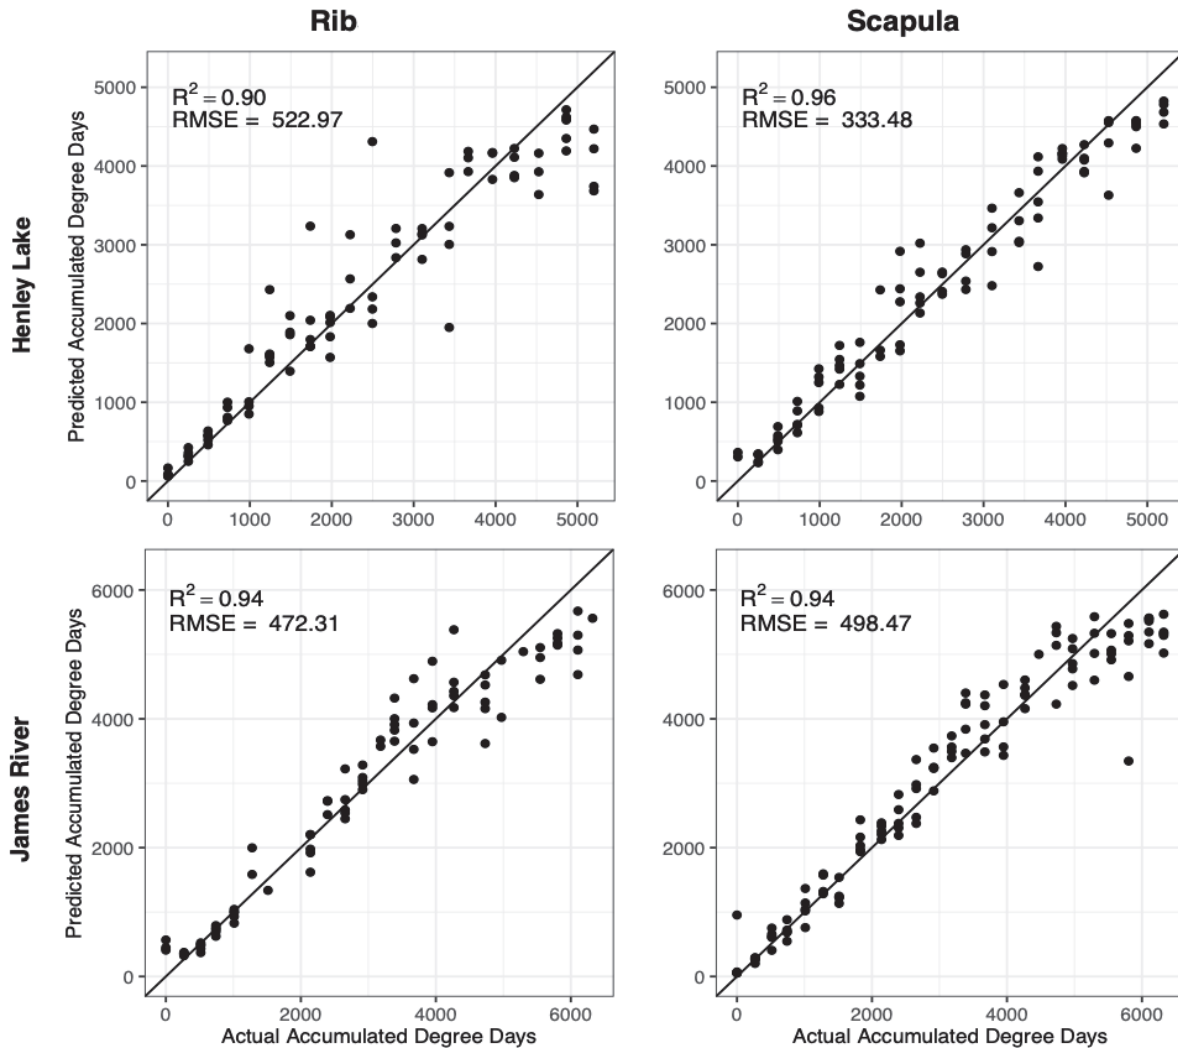 Rib
Scapula
Henley Lake
Predicted Accumulated Degree Days
5000
4000
3000
2000
1000
0
R² = 0.90
RMSE = 522.97
0 1000 2000 3000 4000 5000
5000
4000
3000
2000
1000
0
R² = 0.96
RMSE = 333.48
0 1000 2000 3000 4000 5000
James River
Predicted Accumulated Degree Days
6000
4000
2000
0
R² = 0.94
RMSE = 472.31
0 2000 4000 6000
Actual Accumulated Degree Days
6000
4000
2000
0
R² = 0.94
RMSE = 498.47
0 2000 4000 6000
Actual Accumulated Degree Days